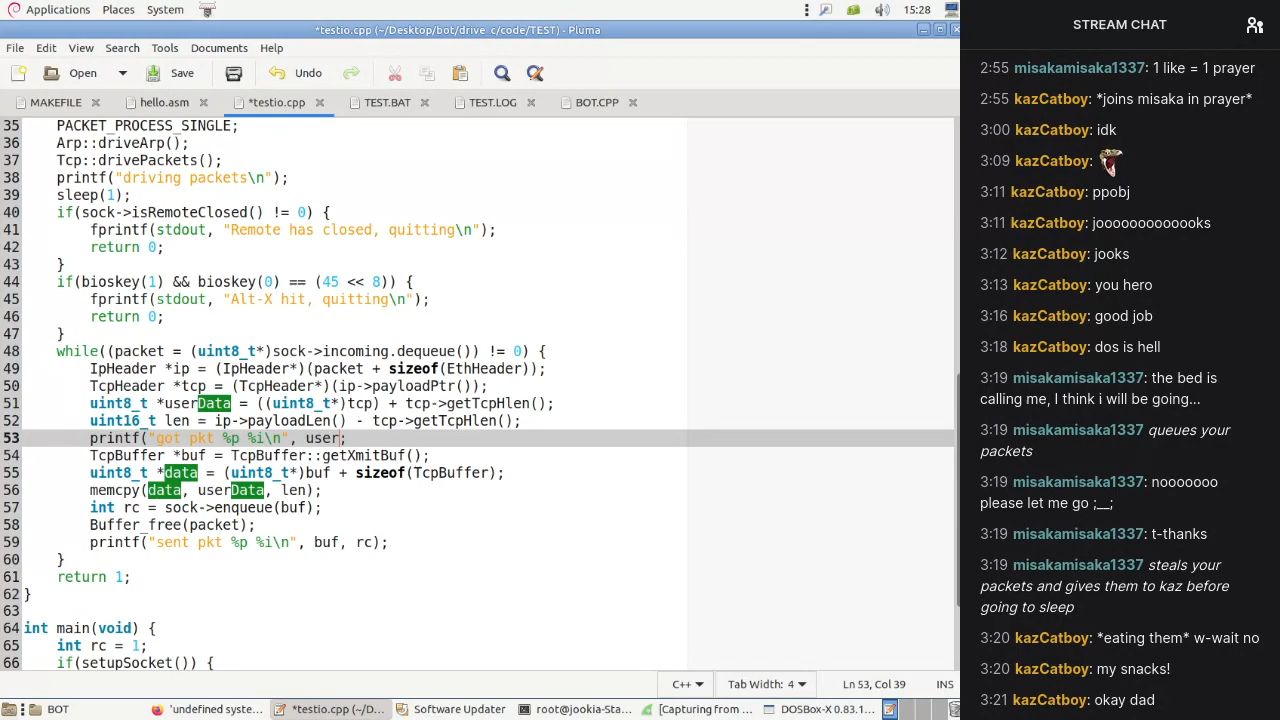 Applications Places System 15:28
*testio.cpp (~/Desktop/bot/drive_c/code/TEST) - Pluma
File Edit View Search Tools Documents Help
Open Save Undo
MAKEFILE hello.asm *testio.cpp TEST.BAT TEST.LOG BOT.CPP
35 PACKET_PROCESS_SINGLE;
36 Arp::driveArp();
37 Tcp::drivePackets();
38 printf("driving packets\n");
39 sleep(1);
40 if(sock->isRemoteClosed() != 0) {
41 fprintf(stdout, "Remote has closed, quitting\n");
42 return 0;
43 }
44 if(bioskey(1) && bioskey(0) == (45 << 8)) {
45 fprintf(stdout, "Alt-X hit, quitting\n");
46 return 0;
47 }
48 while((packet = (uint8_t*)sock->incoming.dequeue()) != 0) {
49 IpHeader *ip = (IpHeader*)(packet + sizeof(EthHeader));
50 TcpHeader *tcp = (TcpHeader*)(ip->payloadPtr());
51 uint8_t *userData = ((uint8_t*)tcp) + tcp->getTcpHlen();
52 uint16_t len = ip->payloadLen() - tcp->getTcpHlen();
53 printf("got pkt %p %i\n", user;
54 TcpBuffer *buf = TcpBuffer::getXmitBuf();
55 uint8_t *data = (uint8_t*)buf + sizeof(TcpBuffer);
56 memcpy(data, userData, len);
57 int rc = sock->enqueue(buf);
58 Buffer_free(packet);
59 printf("sent pkt %p %i\n", buf, rc);
60 }
61 return 1;
62 }
63
64 int main(void) {
65 int rc = 1;
66 if(setupSocket()) {
C++ Tab Width: 4 Ln 53, Col 39 INS
BOT 'undefined syste... *testio.cpp (~/D... Software Updater root@jookia-Sta... [Capturing from ... DOSBox-X 0.83.1...
STREAM CHAT
2:55 misakamisaka1337: 1 like = 1 prayer
2:55 kazCatboy: *joins misaka in prayer*
3:00 kazCatboy: idk
3:09 kazCatboy:
3:11 kazCatboy: ppobj
3:11 kazCatboy: jooooooooooooks
3:12 kazCatboy: jooks
3:13 kazCatboy: you hero
3:16 kazCatboy: good job
3:18 kazCatboy: dos is hell
3:19 misakamisaka1337: the bed is
calling me, I think i will be going...
3:19 misakamisaka1337 queues your
packets
3:19 misakamisaka1337: nooooooo
please let me go ;__;
3:19 misakamisaka1337: t-thanks
3:19 misakamisaka1337 steals your
packets and gives them to kaz before
going to sleep
3:20 kazCatboy: *eating them* w-wait no
3:20 kazCatboy: my snacks!
3:21 kazCatboy: okay dad